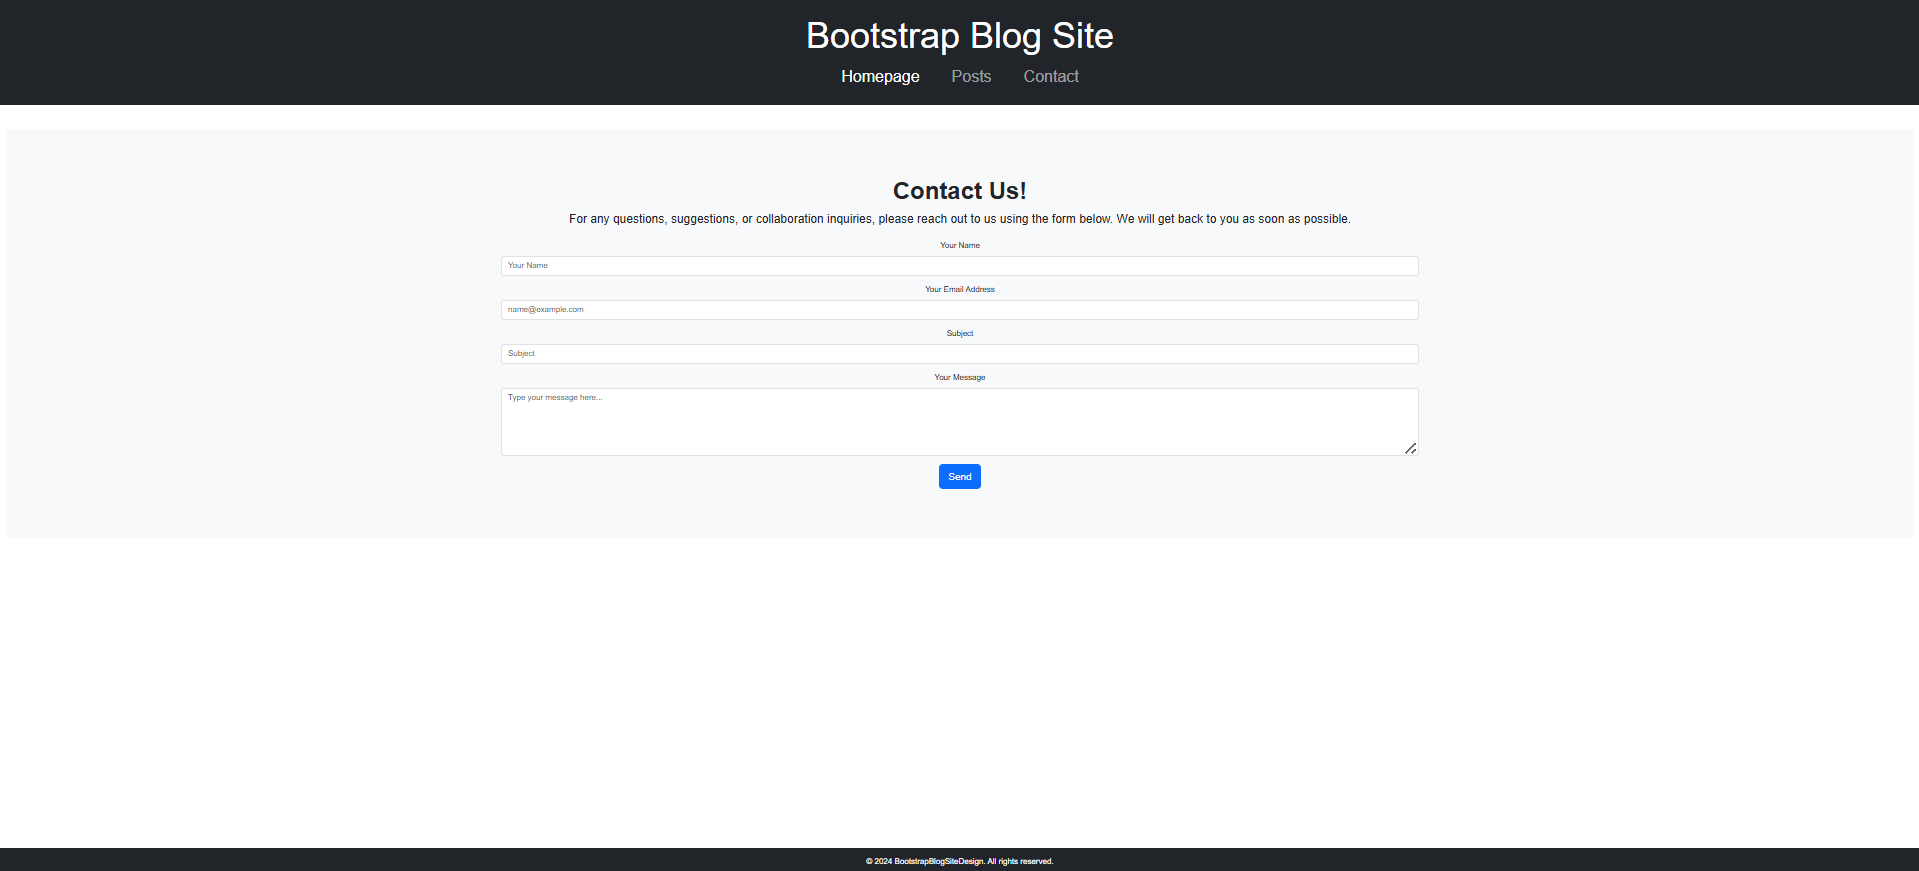 Bootstrap Blog Site
Homepage Posts Contact
Contact Us!
For any questions, suggestions, or collaboration inquiries, please reach out to us using the form below. We will get back to you as soon as possible.
Your Name
Your Name
Your Email Address
name@example.com
Subject
Subject
Your Message
Type your message here...
Send
© 2024 BootstrapBlogSiteDesign. All rights reserved.